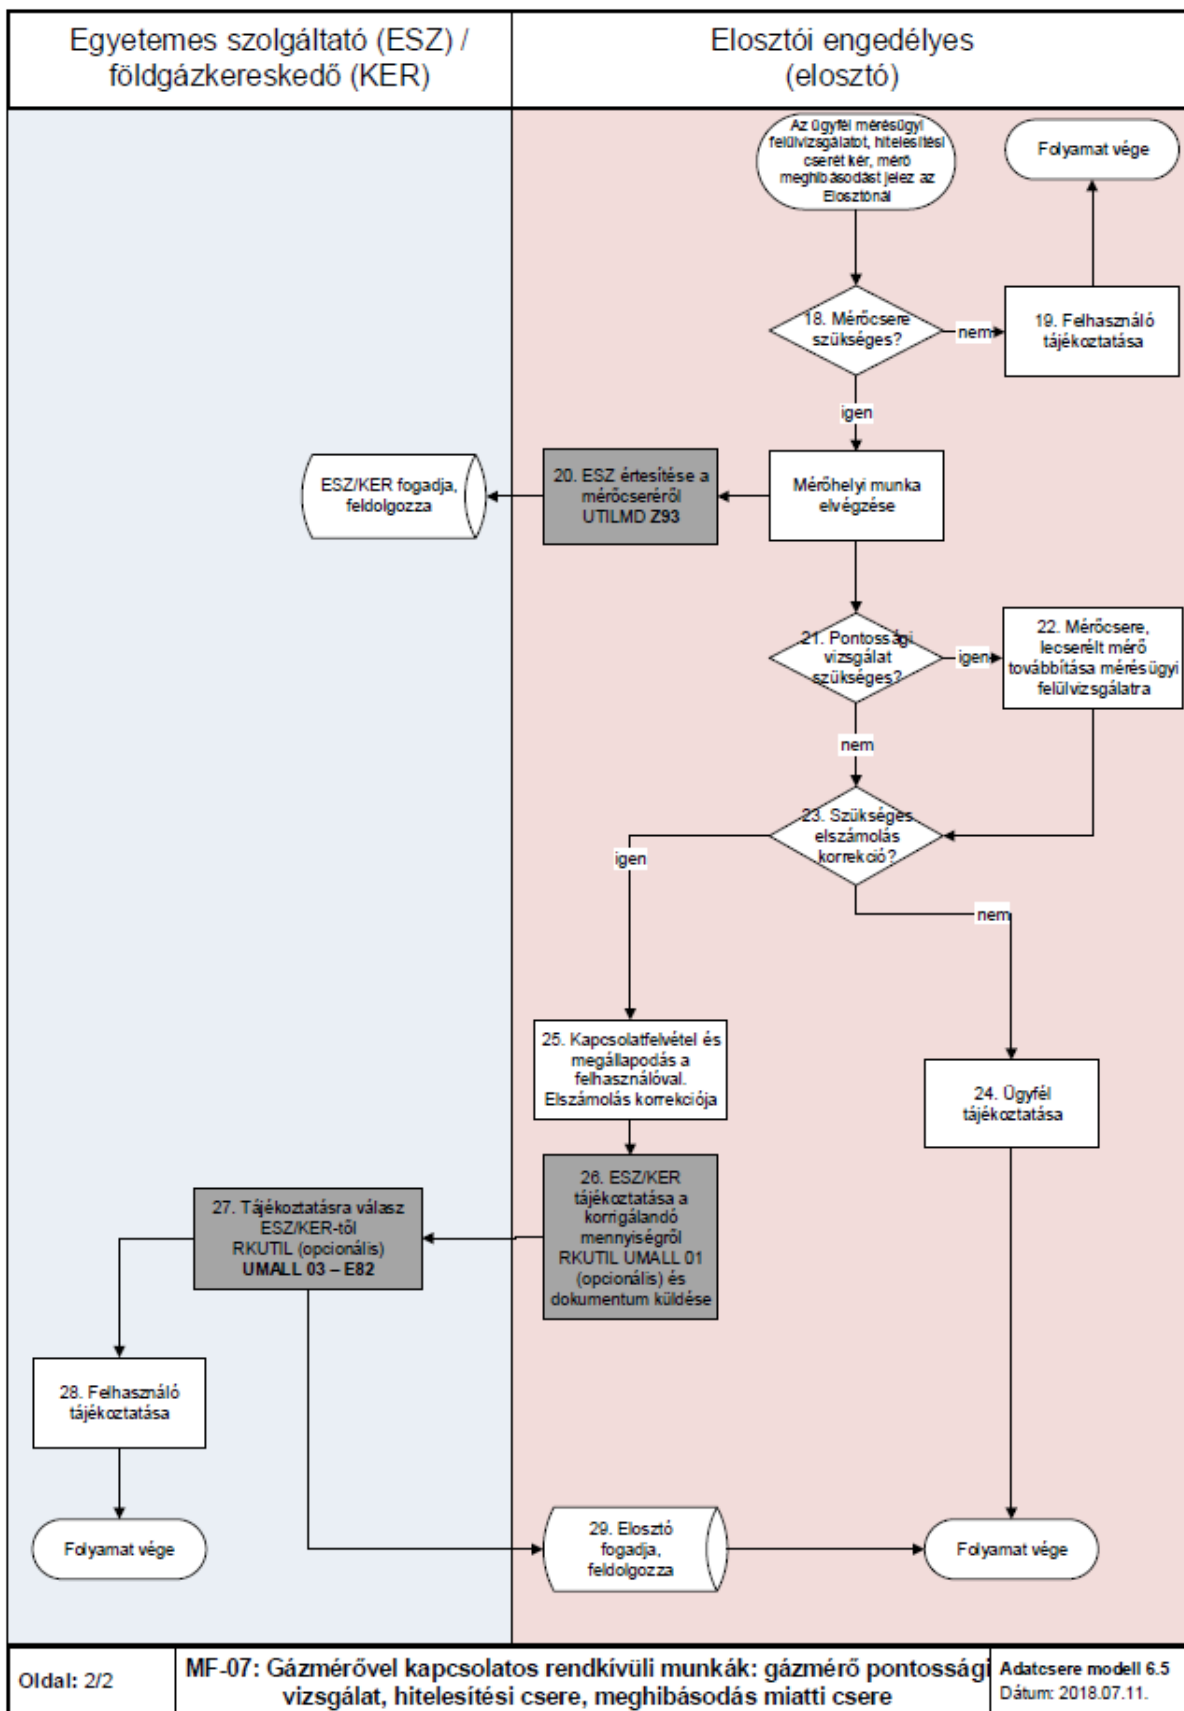 Egyetemes szolgáltató (ESZ) /
földgázkereskedő (KER)
Elosztói engedélyes
(elosztó)
Az ügyfél mérésügyi
felülvizsgálatot, hitelesítési
cserét kér, mérő
meghibásodást jelez az
Elosztónál
Folyamat vége
18. Mérőcsere
szükséges?
nem
19. Felhasználó
tájékoztatása
igen
ESZ/KER fogadja,
feldolgozza
20. ESZ értesítése a
mérőcseréről
UTILMD Z93
Mérőhelyi munka
elvégzése
21. Pontossági
vizsgálat
szükséges?
igen
22. Mérőcsere,
lecserélt mérő
továbbítása mérésügyi
felülvizsgálatra
nem
23. Szükséges
elszámolás
korrekció?
igen
nem
25. Kapcsolatfelvétel és
megállapodás a
felhasználóval.
Elszámolás korrekciója
24. Ügyfél
tájékoztatása
26. ESZ/KER
tájékoztatása a
korrigálandó
mennyiségről
RKUTIL UMALL 01
(opcionális) és
dokumentum küldése
27. Tájékoztatásra válasz
ESZ/KER-től
RKUTIL (opcionális)
UMALL 03 – E82
28. Felhasználó
tájékoztatása
Folyamat vége
29. Elosztó
fogadja,
feldolgozza
Folyamat vége
Oldal: 2/2
MF-07: Gázmérővel kapcsolatos rendkívüli munkák: gázmérő pontossági
vizsgálat, hitelesítési csere, meghibásodás miatti csere
Adatcsere modell 6.5
Dátum: 2018.07.11.